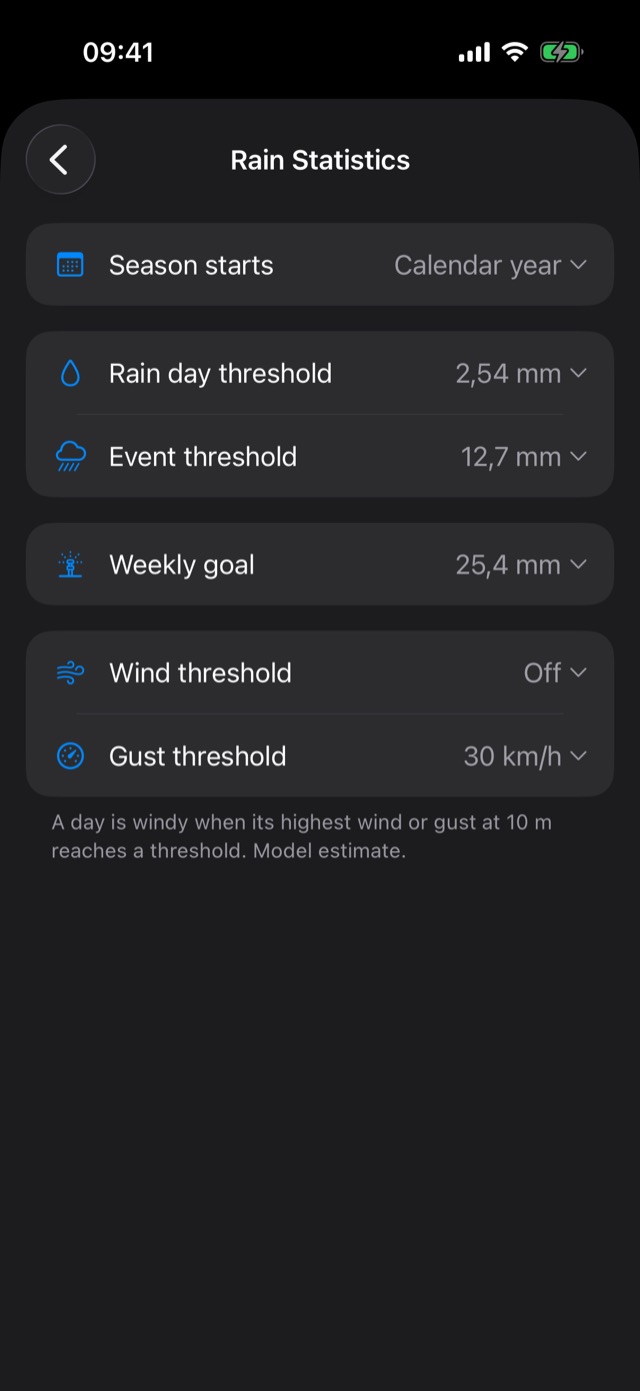 09:41
Rain Statistics
Season starts Calendar year
Rain day threshold 2,54 mm
Event threshold 12,7 mm
Weekly goal 25,4 mm
Wind threshold Off
Gust threshold 30 km/h
A day is windy when its highest wind or gust at 10 m
reaches a threshold. Model estimate.